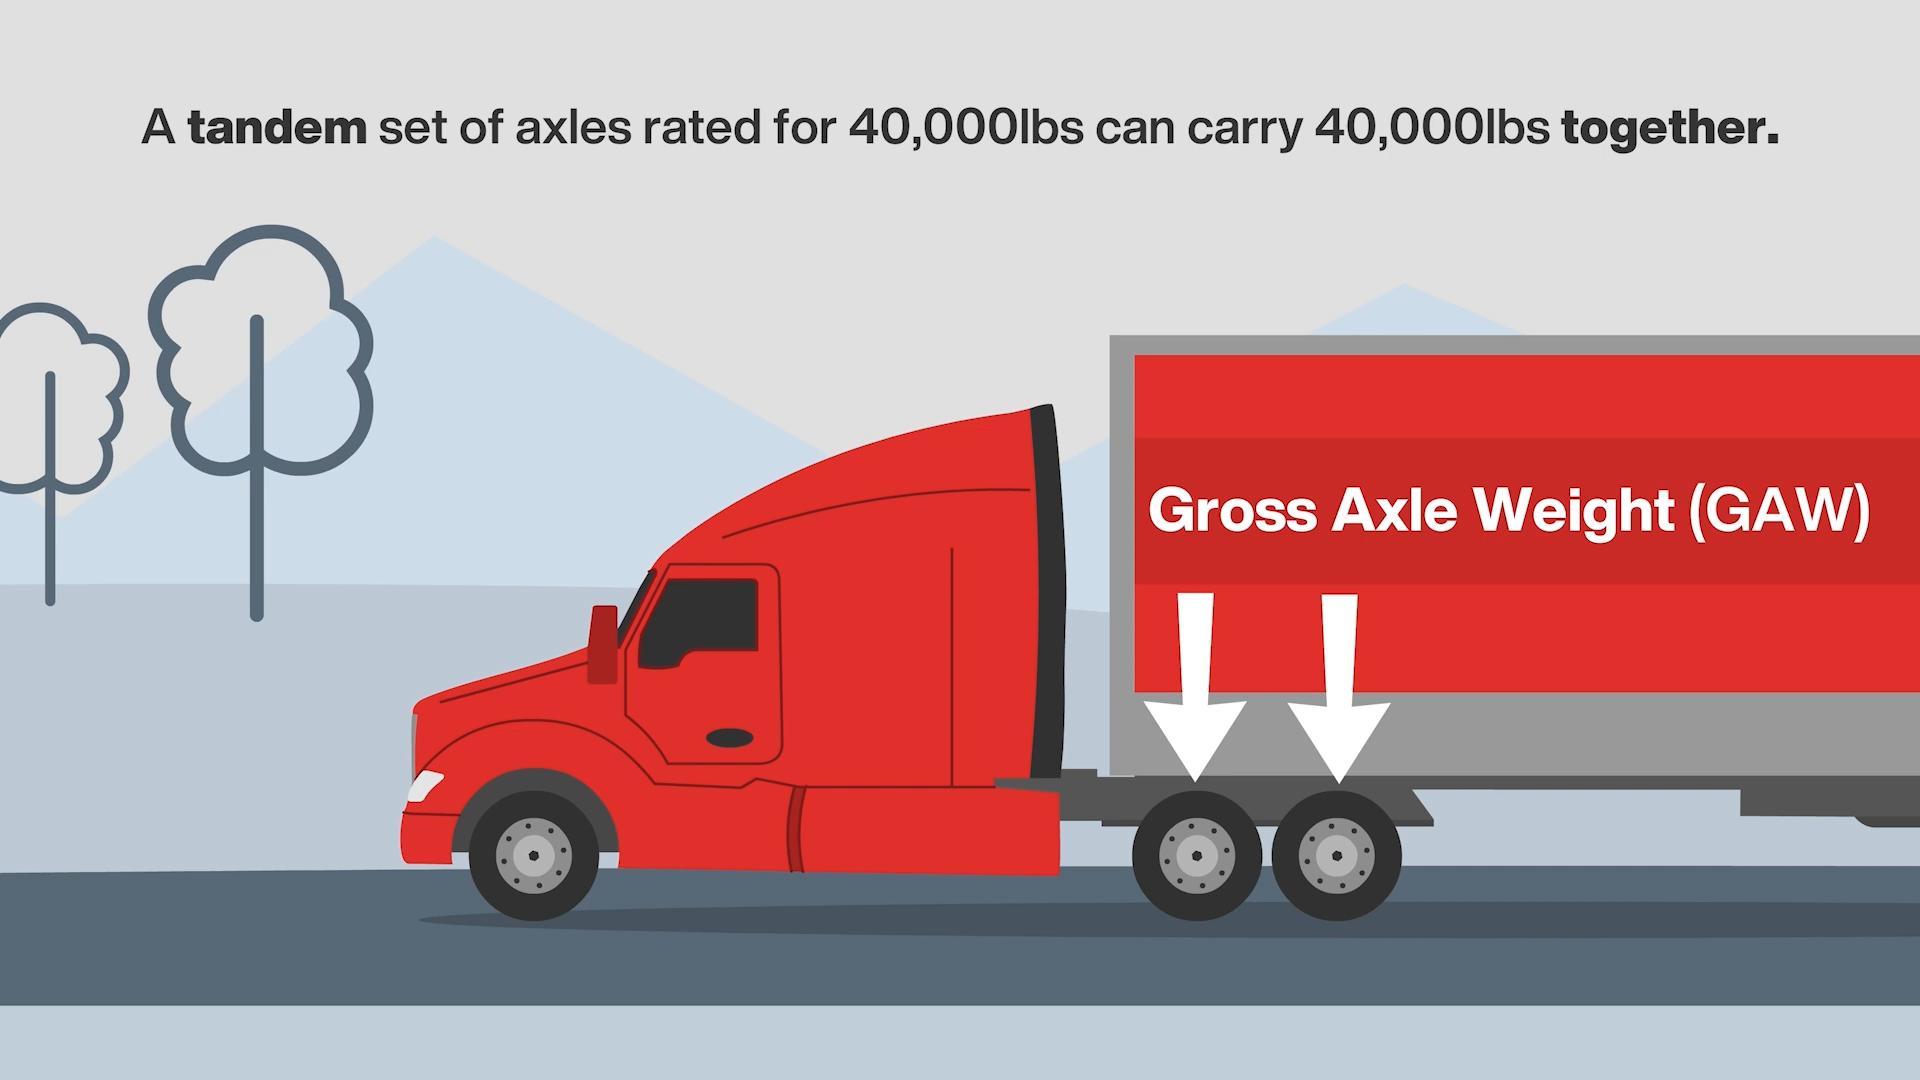 A tandem set of axles rated for 40,000lbs can carry 40,000lbs together.
Gross Axle Weight (GAW)